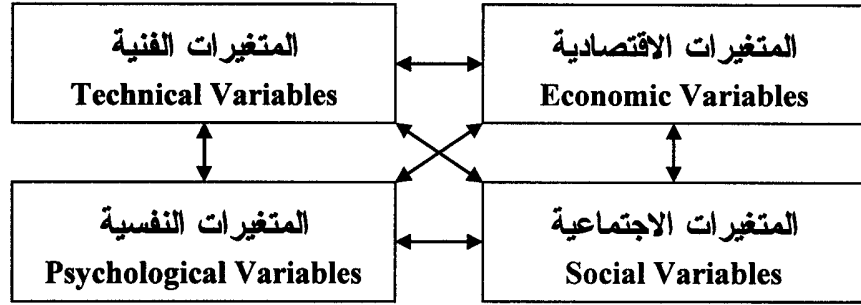 المتغيرات الفنية
Technical Variables
المتغيرات الاقتصادية
Economic Variables
المتغيرات النفسية
Psychological Variables
المتغيرات الاجتماعية
Social Variables